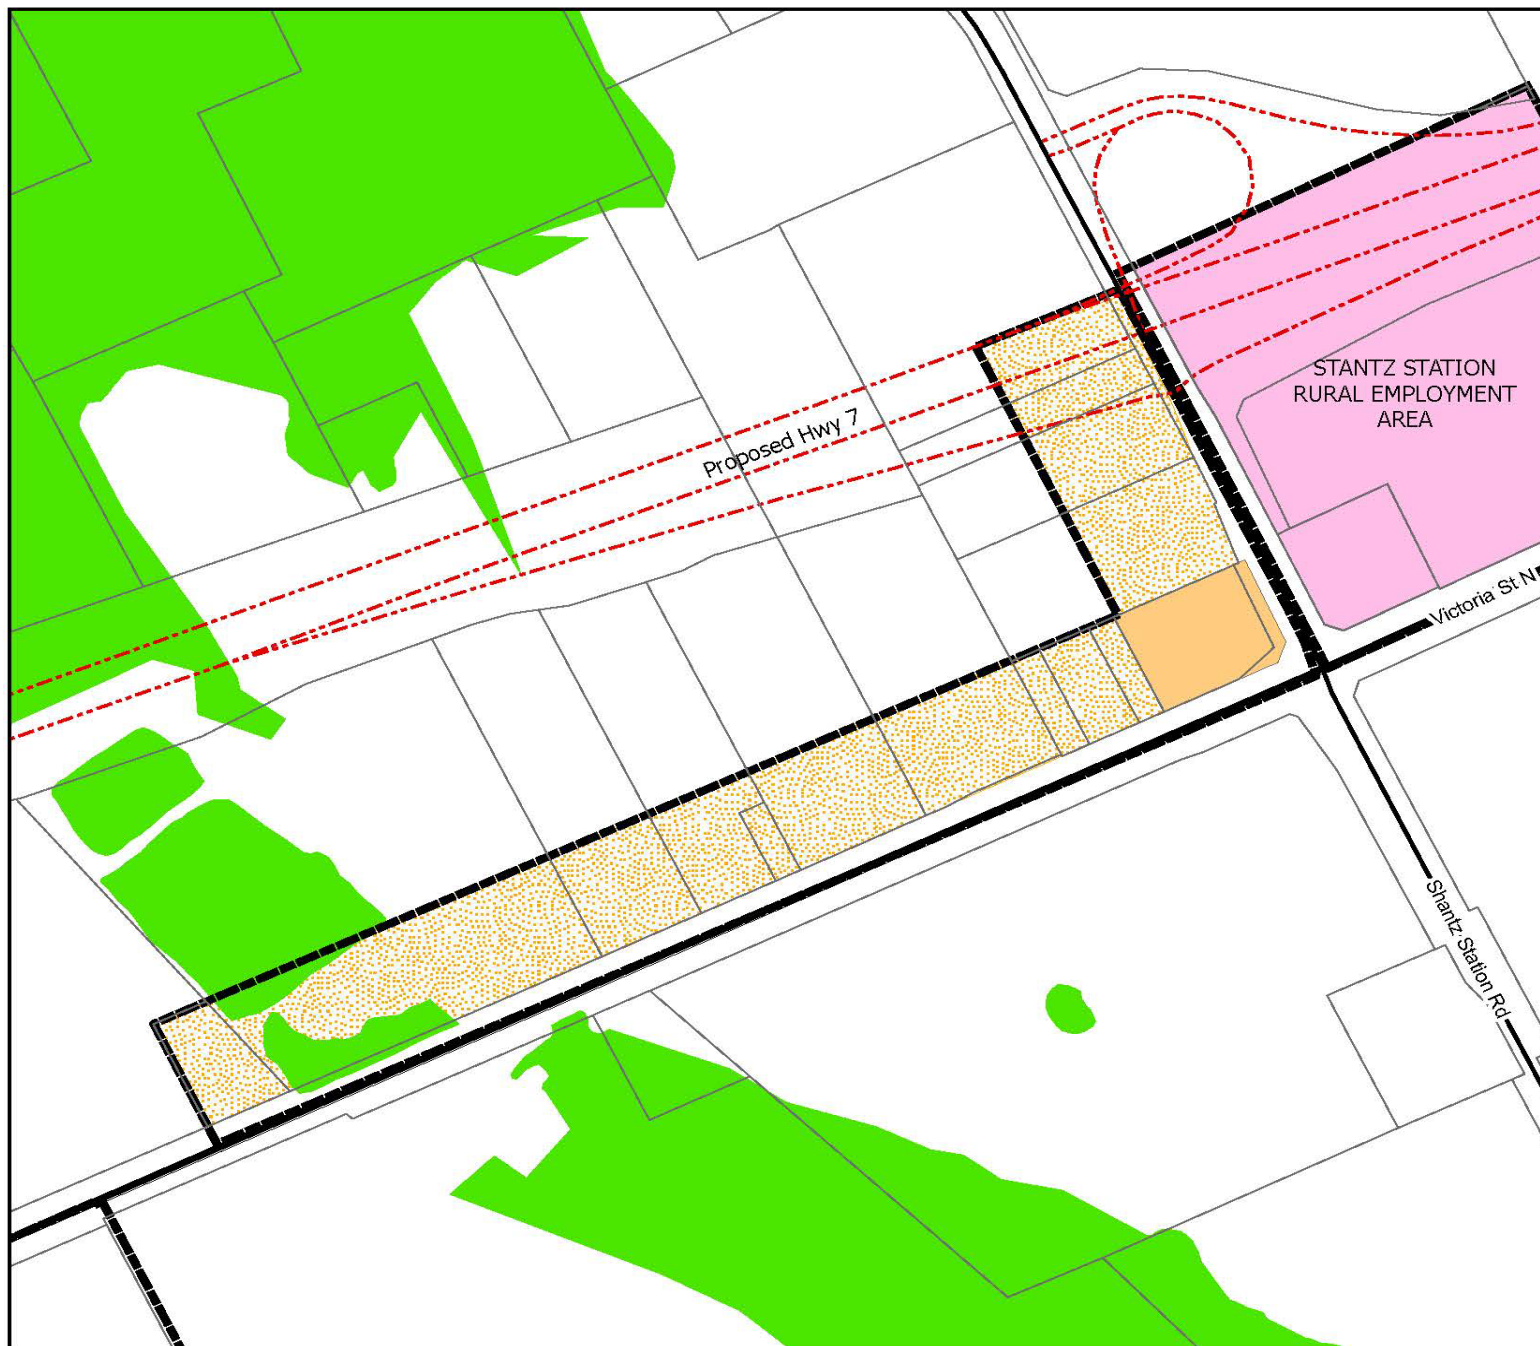 STANTZ STATION
RURAL EMPLOYMENT
AREA
Proposed Hwy 7
Victoria St N
Shantz Station Rd